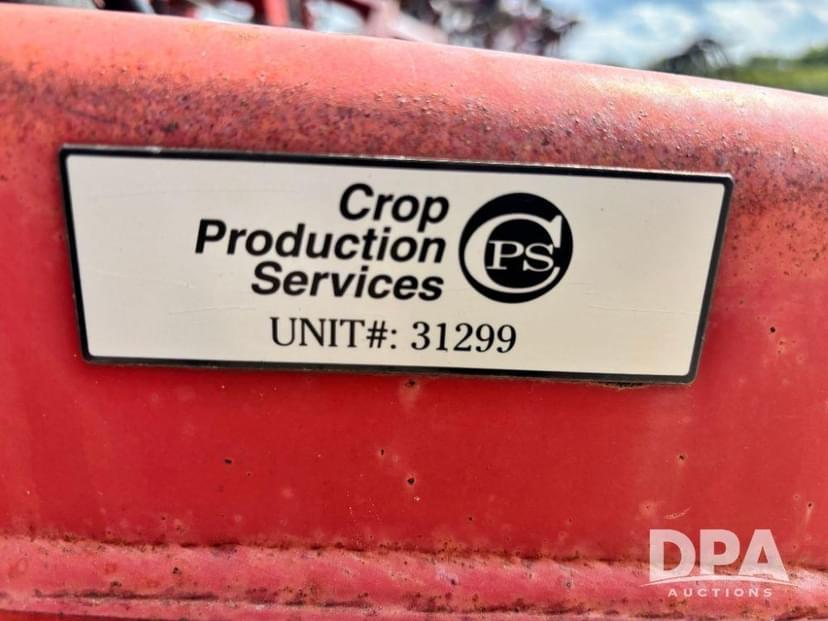 Crop
Production
Services
CPS
UNIT#: 31299
DPA
AUCTIONS